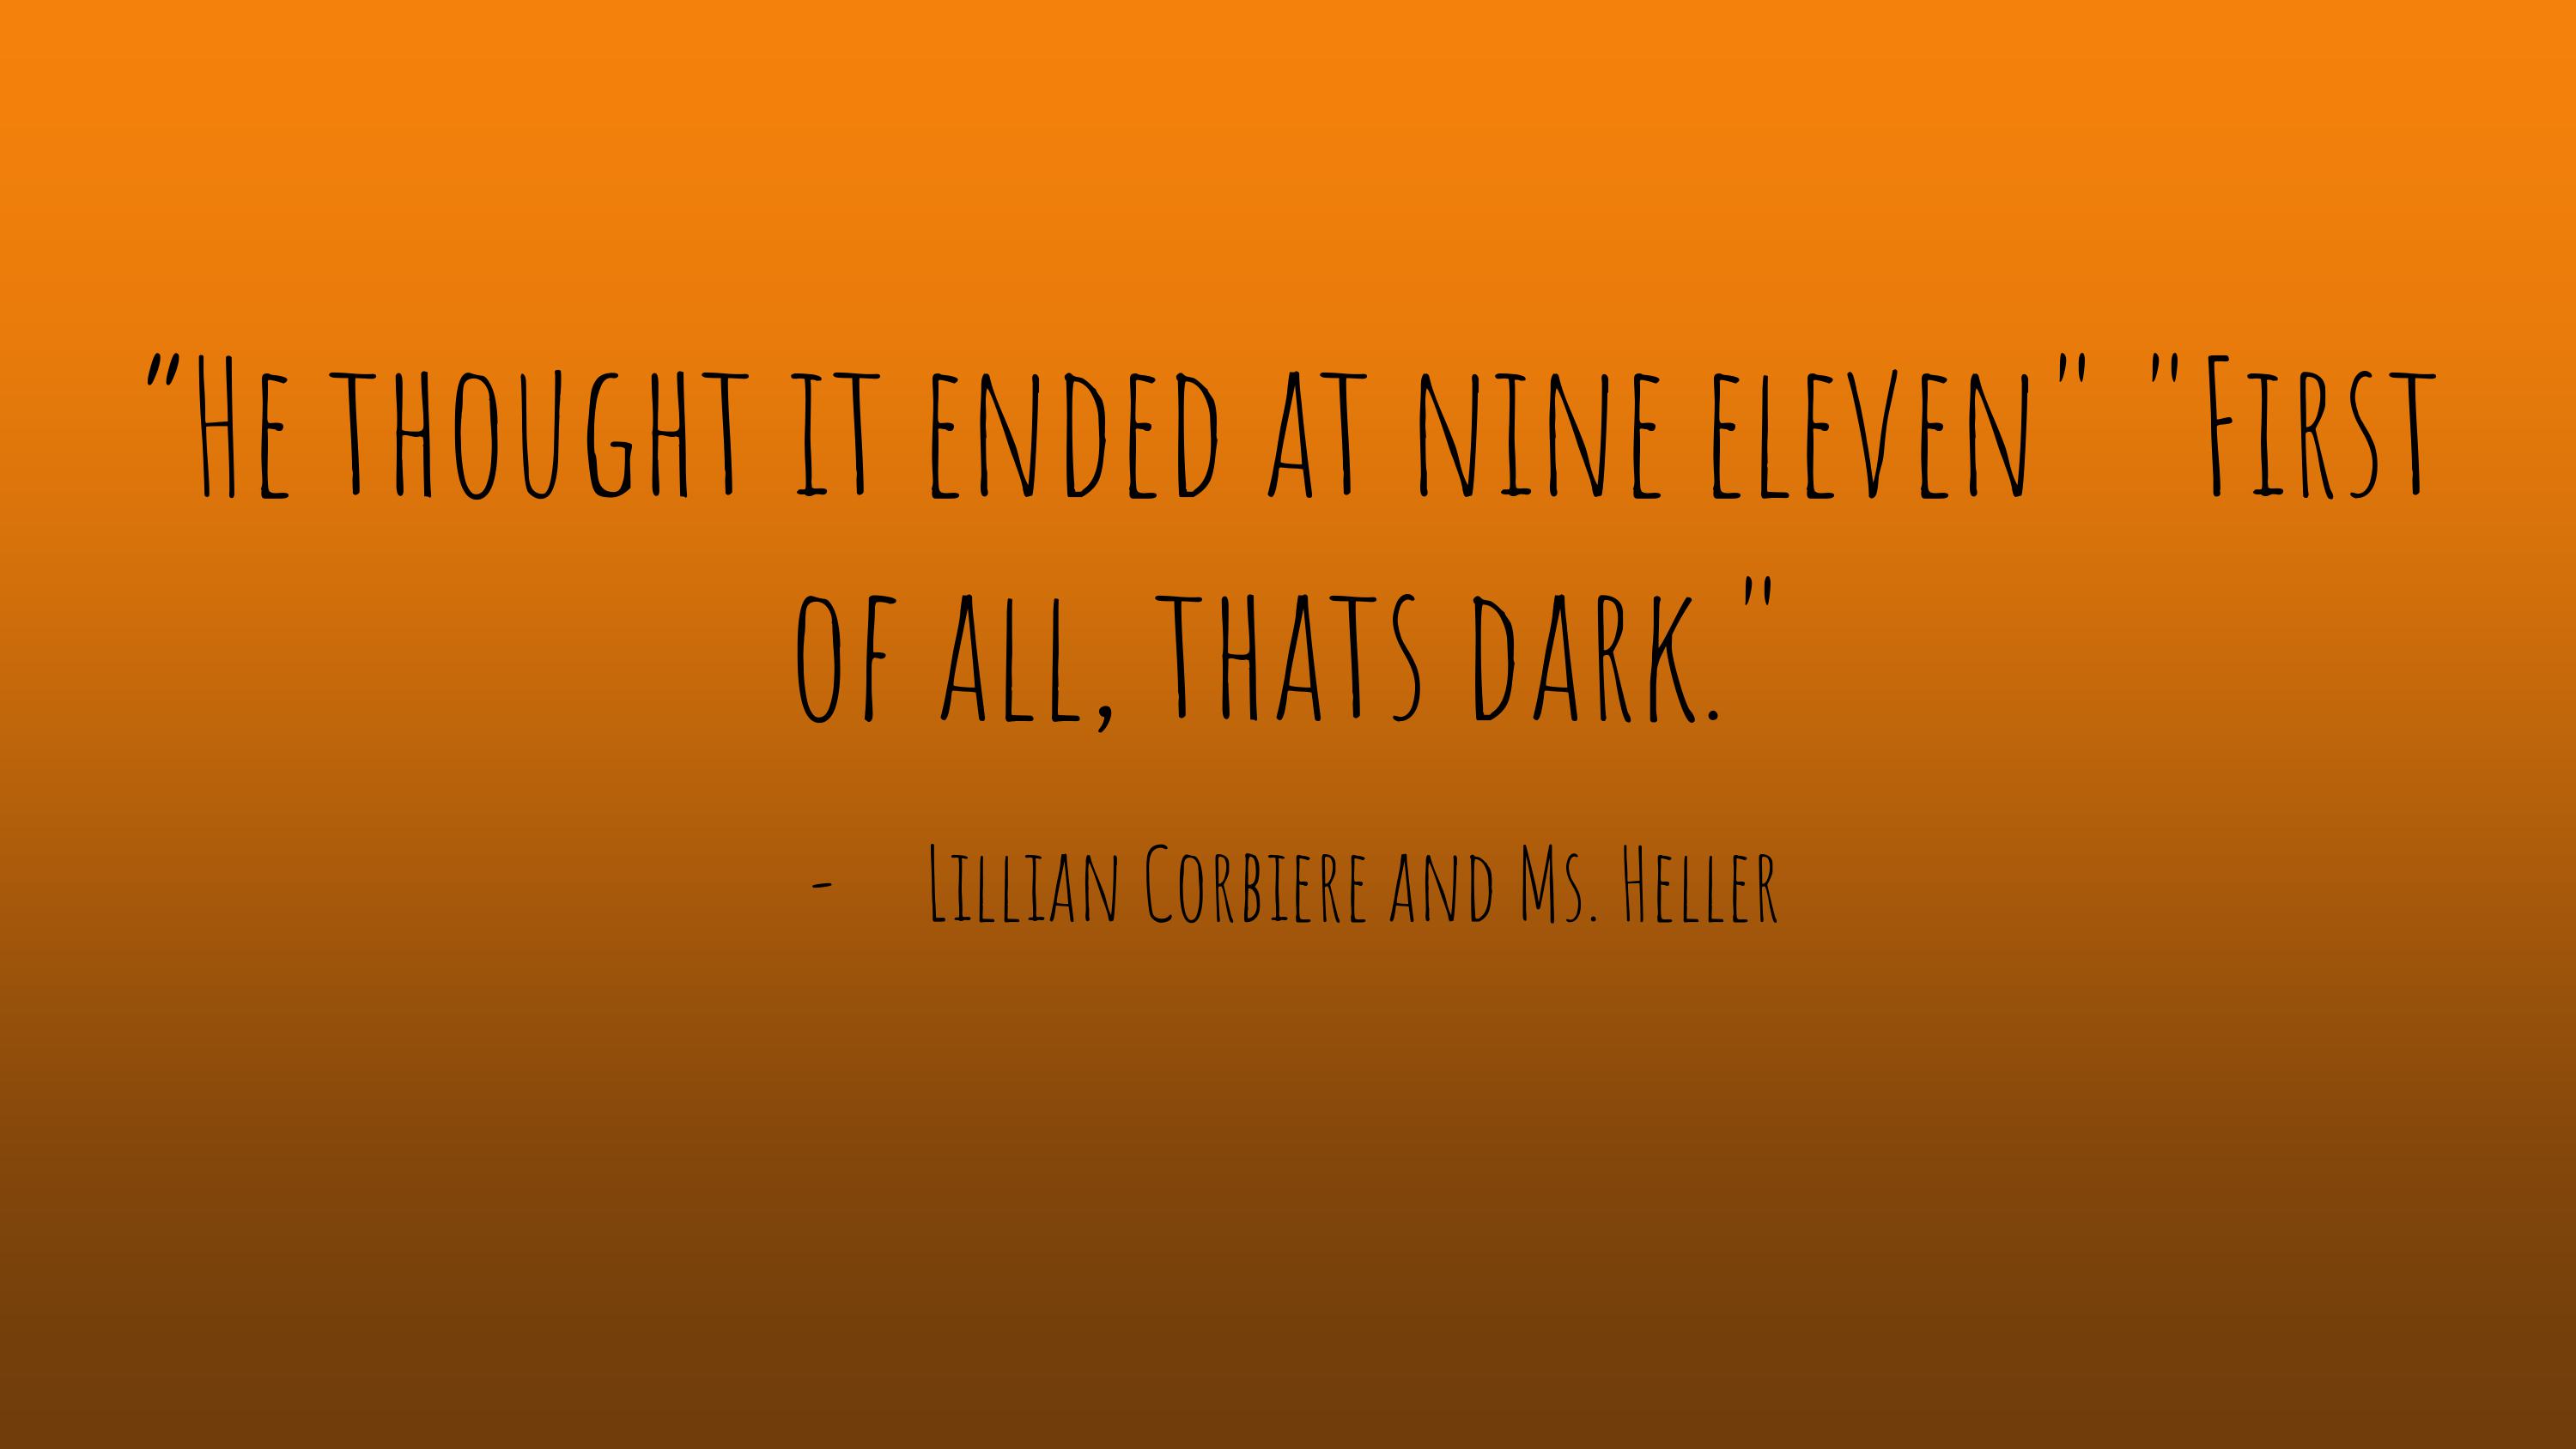 "He thought it ended at nine eleven" "First
of all, thats dark."
- Lillian Corbiere and Ms. Heller